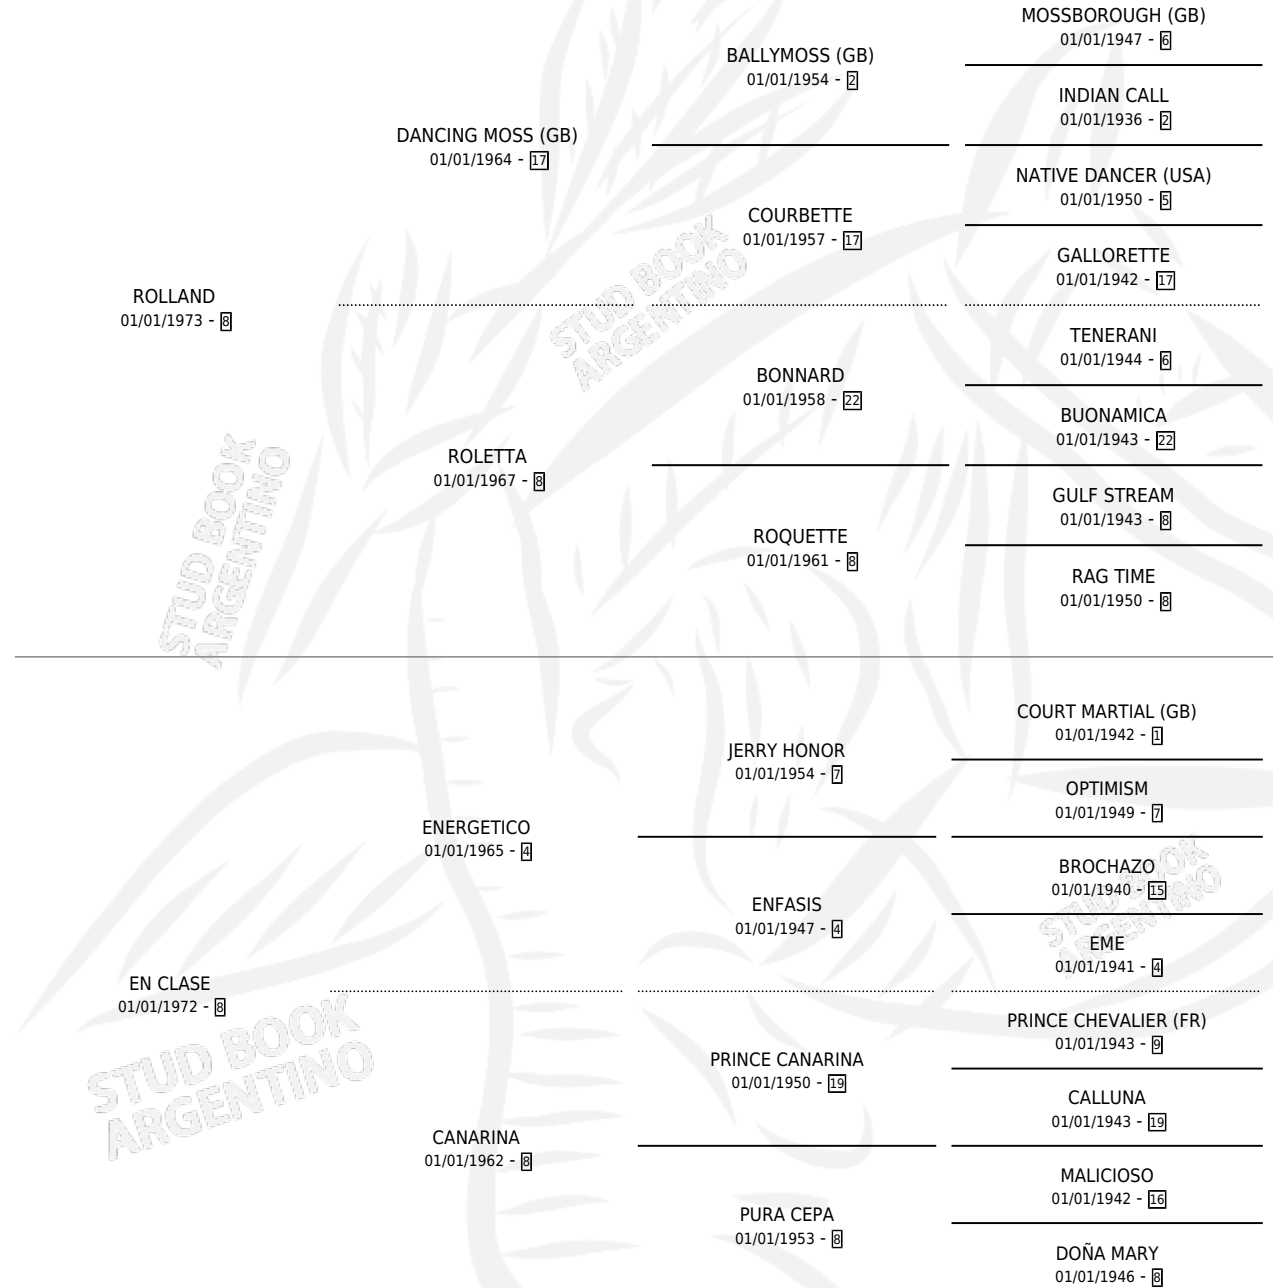 MOSSBOROUGH (GB)
01/01/1947 - 6
BALLYMOSS (GB)
01/01/1954 - 2
INDIAN CALL
01/01/1936 - 2
DANCING MOSS (GB)
01/01/1964 - 17
NATIVE DANCER (USA)
01/01/1950 - 5
COURBETTE
01/01/1957 - 17
GALLORETTE
01/01/1942 - 17
ROLLAND
01/01/1973 - 8
TENERANI
01/01/1944 - 6
BONNARD
01/01/1958 - 22
BUONAMICA
01/01/1943 - 22
ROLETTA
01/01/1967 - 8
GULF STREAM
01/01/1943 - 8
ROQUETTE
01/01/1961 - 8
RAG TIME
01/01/1950 - 8
COURT MARTIAL (GB)
01/01/1942 - 1
JERRY HONOR
01/01/1954 - 7
OPTIMISM
01/01/1949 - 7
ENERGETICO
01/01/1965 - 4
BROCHAZO
01/01/1940 - 15
ENFASIS
01/01/1947 - 4
EME
01/01/1941 - 4
EN CLASE
01/01/1972 - 8
PRINCE CHEVALIER (FR)
01/01/1943 - 9
PRINCE CANARINA
01/01/1950 - 19
CALLUNA
01/01/1943 - 19
CANARINA
01/01/1962 - 8
MALICIOSO
01/01/1942 - 16
PURA CEPA
01/01/1953 - 8
DOÑA MARY
01/01/1946 - 8
STUD BOOK
ARGENTINO
STUD BOOK
ARGENTINO
STUD BOOK
ARGENTINO
STUD BOOK
ARGENTINO